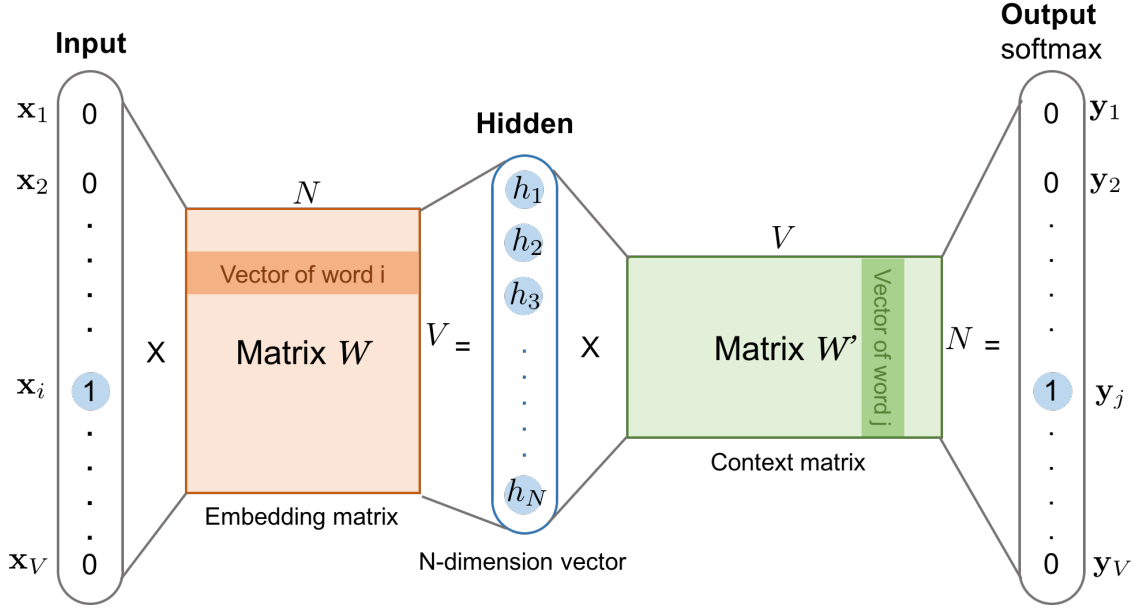 Input
x1
0
x2
0
xi
1
xV
0
X
N
Vector of word i
Matrix W
V =
Embedding matrix
Hidden
h1
h2
h3
hN
N-dimension vector
X
V
Matrix W'
Vector of word j
N =
Context matrix
Output
softmax
0 y1
0 y2
1 yj
0 yV